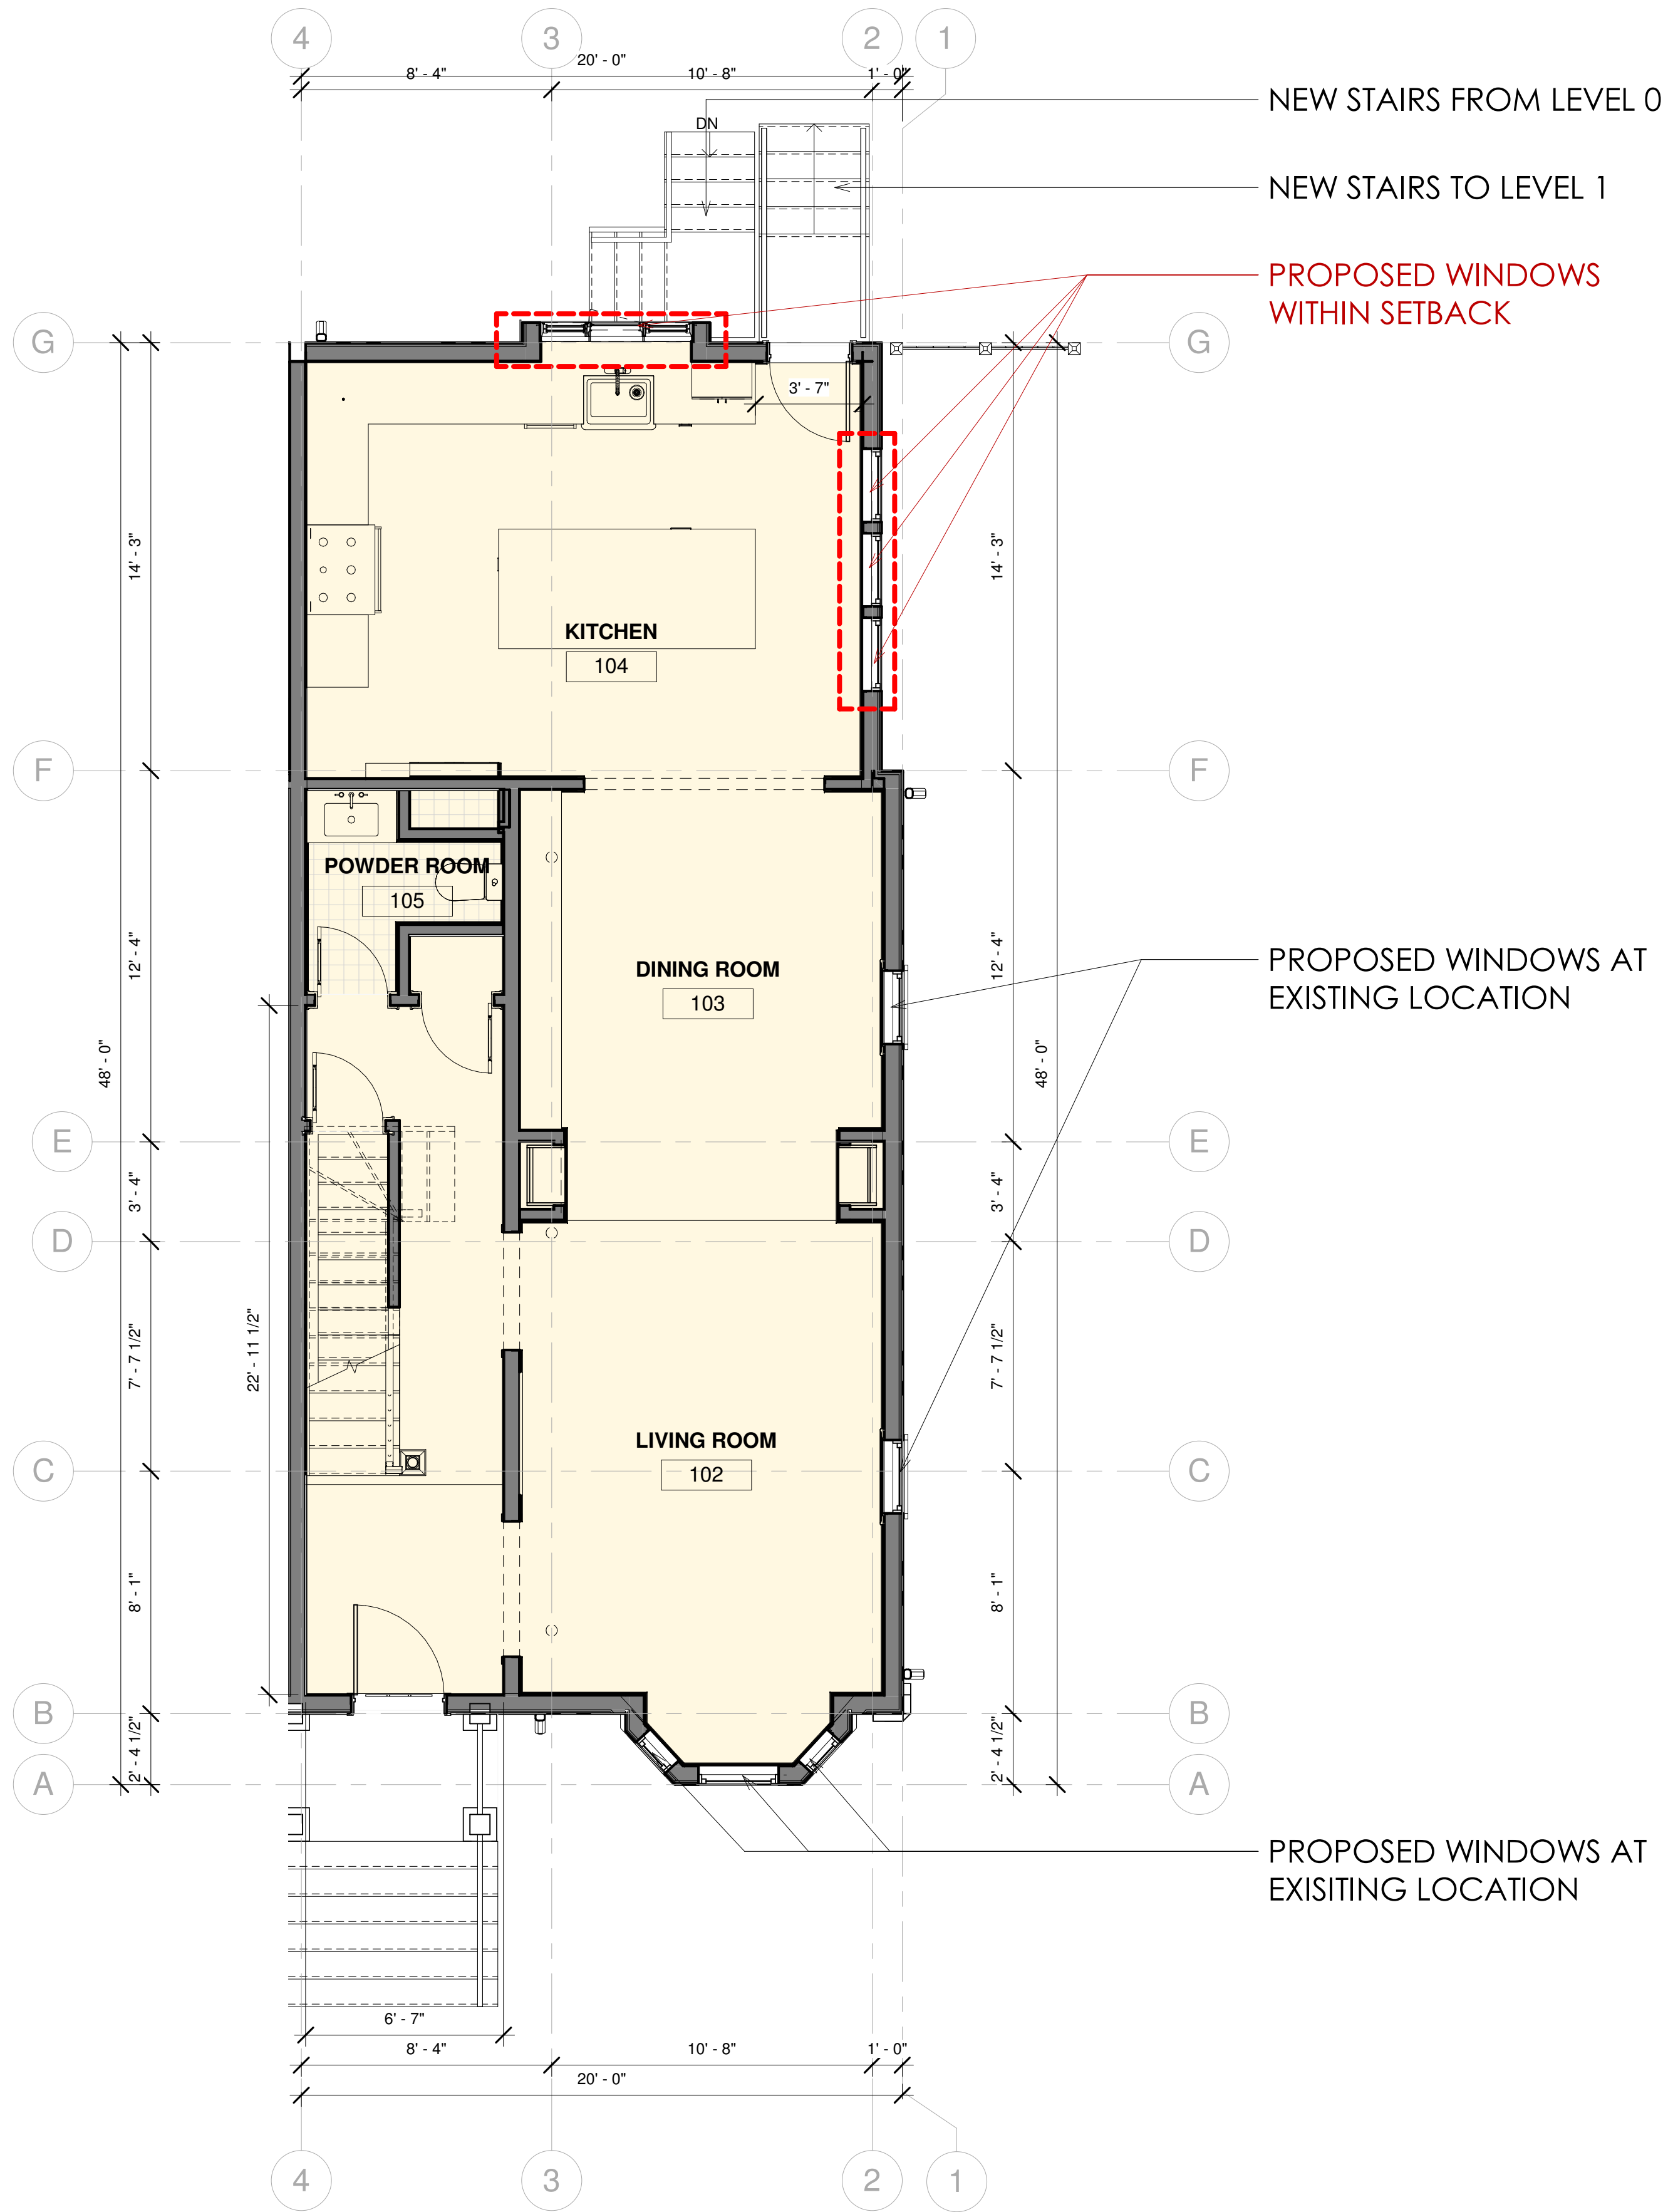 4
3
2
1
20' - 0"
8' - 4"
10' - 8"
1' - 0"
NEW STAIRS FROM LEVEL 0
DN
NEW STAIRS TO LEVEL 1
PROPOSED WINDOWS
WITHIN SETBACK
G
G
3' - 7"
14' - 3"
14' - 3"
KITCHEN
104
F
F
POWDER ROOM
105
12' - 4"
12' - 4"
DINING ROOM
103
PROPOSED WINDOWS AT
EXISTING LOCATION
48' - 0"
48' - 0"
E
E
3' - 4"
3' - 4"
D
D
22' - 11 1/2"
7' - 7 1/2"
7' - 7 1/2"
LIVING ROOM
102
C
C
8' - 1"
8' - 1"
B
B
2' - 4 1/2"
2' - 4 1/2"
A
A
PROPOSED WINDOWS AT
EXISITING LOCATION
6' - 7"
8' - 4"
10' - 8"
1' - 0"
20' - 0"
4
3
2
1